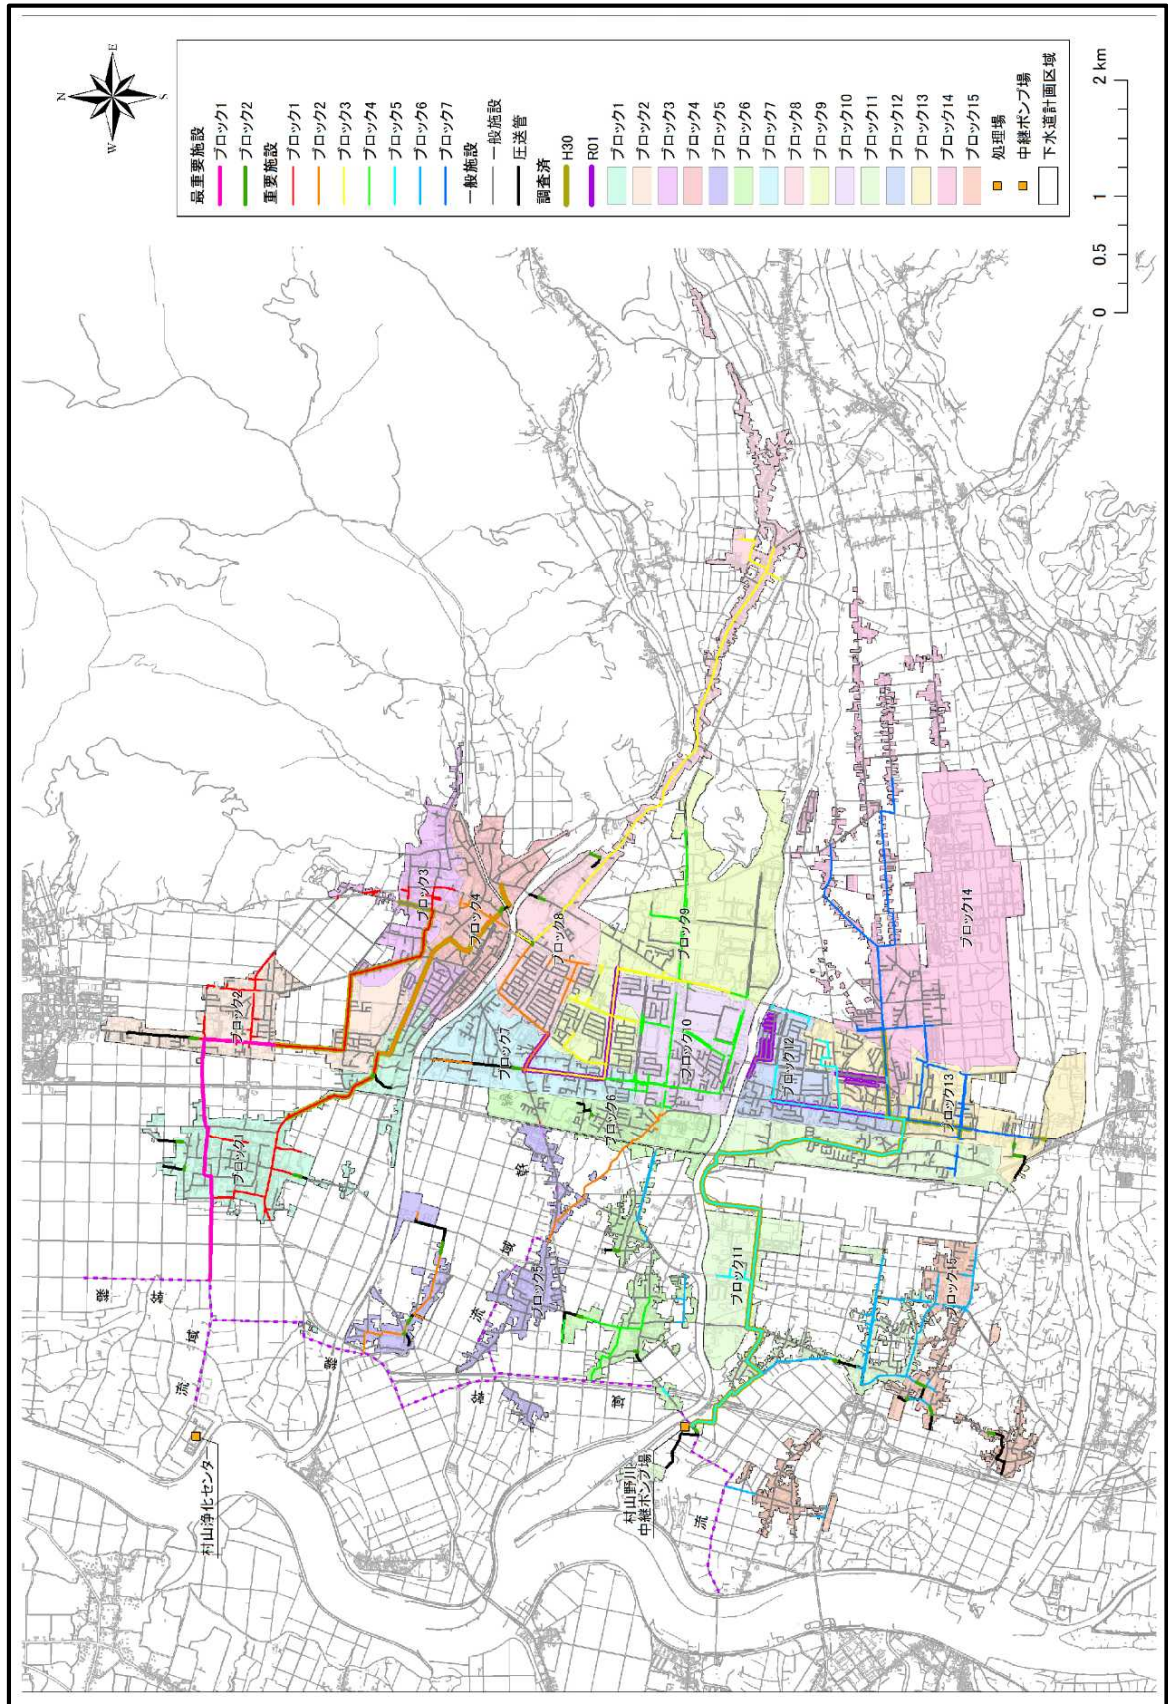 N
E
W
S
最重要施設
ブロック1
ブロック2
重要施設
ブロック1
ブロック2
ブロック3
ブロック4
ブロック5
ブロック6
ブロック7
一般施設
一般施設
圧送管
調査済
H30
R01
ブロック1
ブロック2
ブロック3
ブロック4
ブロック5
ブロック6
ブロック7
ブロック8
ブロック9
ブロック10
ブロック11
ブロック12
ブロック13
ブロック14
ブロック15
処理場
中継ポンプ場
下水道計画区域
0 0.5 1 2 km
村山浄化センター
流域幹線
ブロック1
ブロック2
ブロック3
ブロック4
流域幹線
ブロック5
ブロック6
ブロック7
ブロック8
ブロック9
ブロック10
村山野川
中継ポンプ場
流域幹線
ブロック11
ブロック12
ブロック13
ブロック14
ブロック15